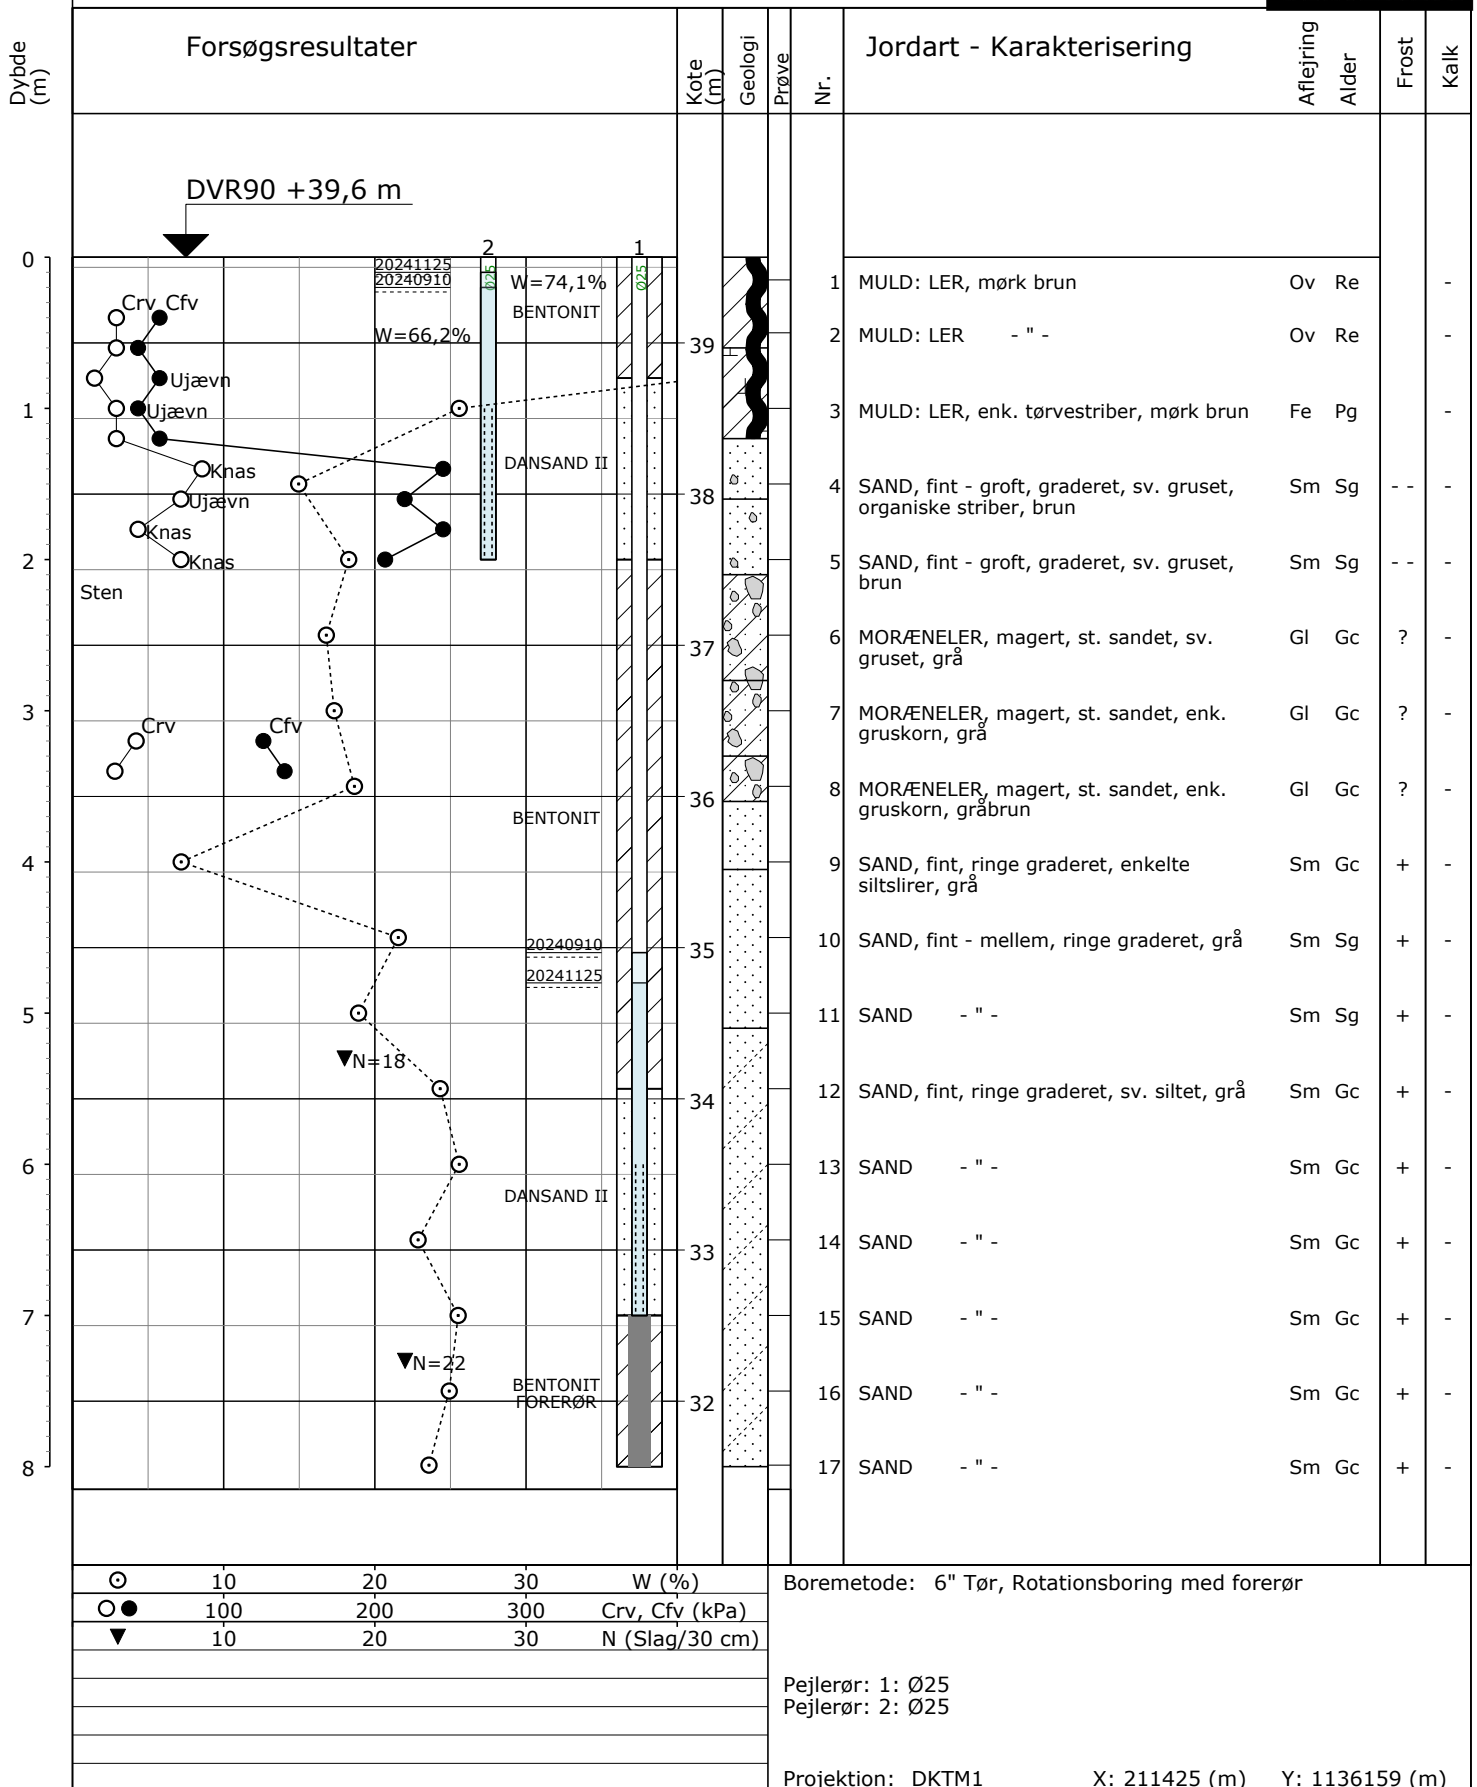 Dybde
(m)
Forsøgsresultater
Kote
(m)
Geologi
Prøve
Nr.
Jordart - Karakterisering
Aflejring
Alder
Frost
Kalk
DVR90 +39,6 m
0
1
2
3
4
5
6
7
8
2
1
20241125
20240910
Ø25
Ø25
W=74,1%
BENTONIT
Crv
Cfv
W=66,2%
Ujævn
Ujævn
DANSAND II
Knas
Ujævn
Knas
Knas
Sten
Crv
Cfv
BENTONIT
20240910
20241125
N=18
DANSAND II
N=22
BENTONIT
FORERØR
39
38
37
36
35
34
33
32
1 MULD: LER, mørk brun Ov Re -
2 MULD: LER - " - Ov Re -
3 MULD: LER, enk. tørvestriber, mørk brun Fe Pg -
4 SAND, fint - groft, graderet, sv. gruset, Sm Sg - - -
organiske striber, brun
5 SAND, fint - groft, graderet, sv. gruset, Sm Sg - - -
brun
6 MORÆNELER, magert, st. sandet, sv. Gl Gc ? -
gruset, grå
7 MORÆNELER, magert, st. sandet, enk. Gl Gc ? -
gruskorn, grå
8 MORÆNELER, magert, st. sandet, enk. Gl Gc ? -
gruskorn, gråbrun
9 SAND, fint, ringe graderet, enkelte Sm Gc + -
siltslirer, grå
10 SAND, fint - mellem, ringe graderet, grå Sm Sg + -
11 SAND - " - Sm Sg + -
12 SAND, fint, ringe graderet, sv. siltet, grå Sm Gc + -
13 SAND - " - Sm Gc + -
14 SAND - " - Sm Gc + -
15 SAND - " - Sm Gc + -
16 SAND - " - Sm Gc + -
17 SAND - " - Sm Gc + -
10 20 30 W (%)
100 200 300 Crv, Cfv (kPa)
10 20 30 N (Slag/30 cm)
Boremetode: 6" Tør, Rotationsboring med forerør
Pejlerør: 1: Ø25
Pejlerør: 2: Ø25
Projektion: DKTM1 X: 211425 (m) Y: 1136159 (m)